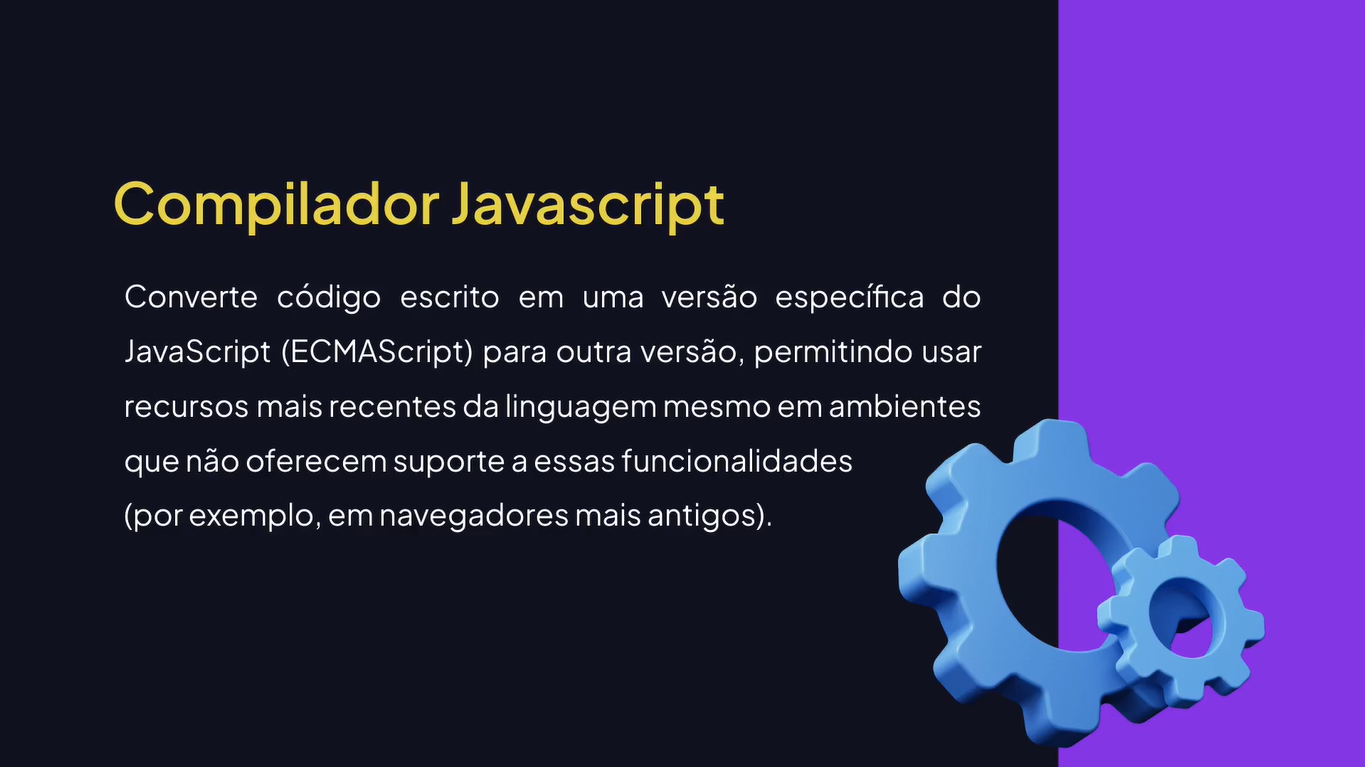 Compilador Javascript
Converte código escrito em uma versão específica do
JavaScript (ECMAScript) para outra versão, permitindo usar
recursos mais recentes da linguagem mesmo em ambientes
que não oferecem suporte a essas funcionalidades
(por exemplo, em navegadores mais antigos).